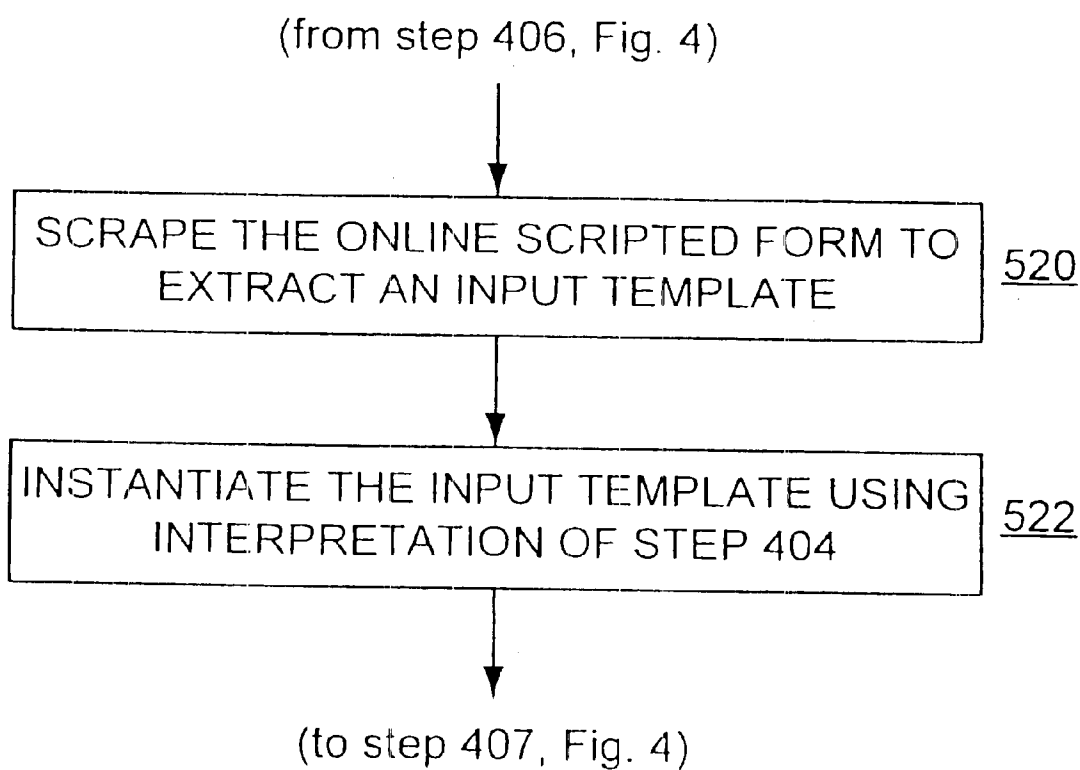 (from step 406, Fig. 4)
SCRAPE THE ONLINE SCRIPTED FORM TO
EXTRACT AN INPUT TEMPLATE
520
INSTANTIATE THE INPUT TEMPLATE USING
INTERPRETATION OF STEP 404
522
(to step 407, Fig. 4)